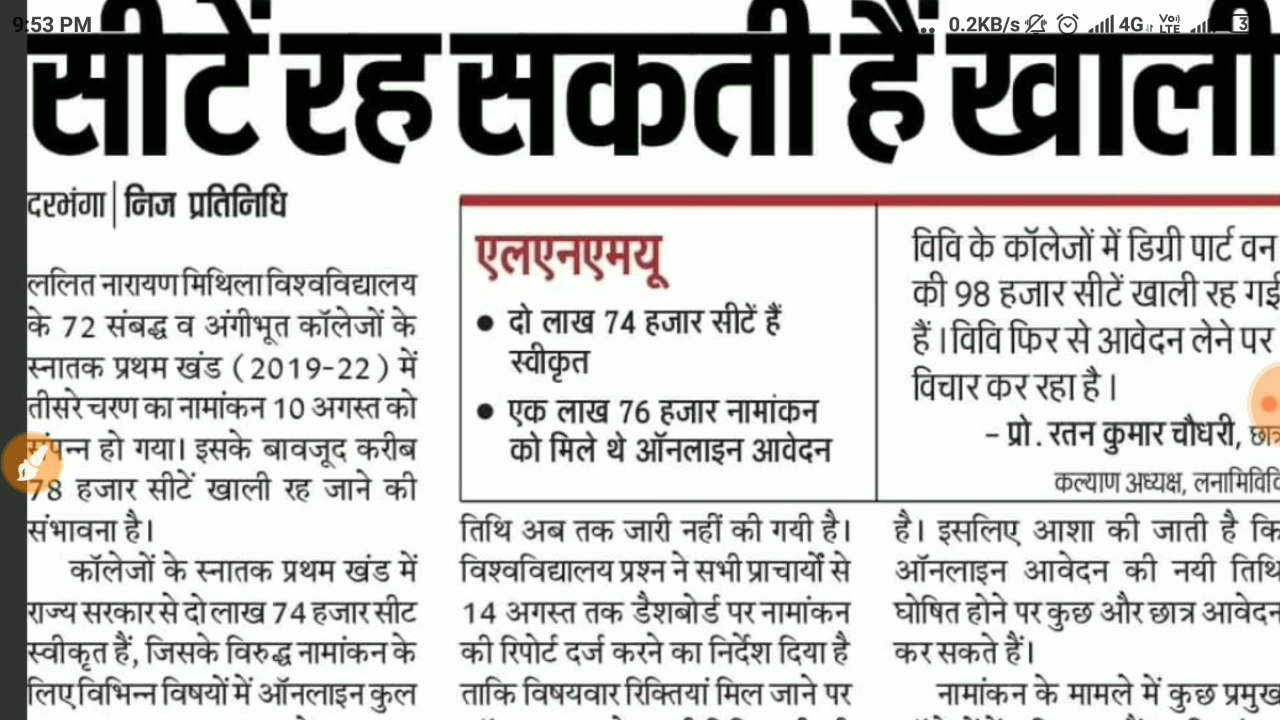 9:53 PM
0.2KB/s 4G Vo) LTE
सीटें रह सकती हैं खाली
दरभंगा निज प्रतिनिधि
ललित नारायण मिथिला विश्वविद्यालय
के 72 संबद्ध व अंगीभूत कॉलेजों के
स्नातक प्रथम खंड (2019-22) में
तीसरे चरण का नामांकन 10 अगस्त को
संपन्न हो गया। इसके बावजूद करीब
78 हजार सीटें खाली रह जाने की
संभावना है।
कॉलेजों के स्नातक प्रथम खंड में
राज्य सरकार से दो लाख 74 हजार सीट
स्वीकृत हैं, जिसके विरुद्ध नामांकन के
लिए विभिन्न विषयों में ऑनलाइन कुल
एलएनएमयू
● दो लाख 74 हजार सीटें हैं
स्वीकृत
● एक लाख 76 हजार नामांकन
को मिले थे ऑनलाइन आवेदन
विवि के कॉलेजों में डिग्री पार्ट वन
की 98 हजार सीटें खाली रह गई
हैं। विवि फिर से आवेदन लेने पर
विचार कर रहा है।
– प्रो. रतन कुमार चौधरी,
कल्याण अध्यक्ष,
तिथि अब तक जारी नहीं की गयी है।
विश्वविद्यालय प्रश्न ने सभी प्राचार्यों से
14 अगस्त तक डैशबोर्ड पर नामांकन
की रिपोर्ट दर्ज करने का निर्देश दिया है
ताकि विषयवार रिक्तियां मिल जाने पर
है। इसलिए आशा की जाती है कि
ऑनलाइन आवेदन की नयी तिथि
घोषित होने पर कुछ और छात्र आवेदन
कर सकते हैं।
नामांकन के मामले में कुछ प्रमुख